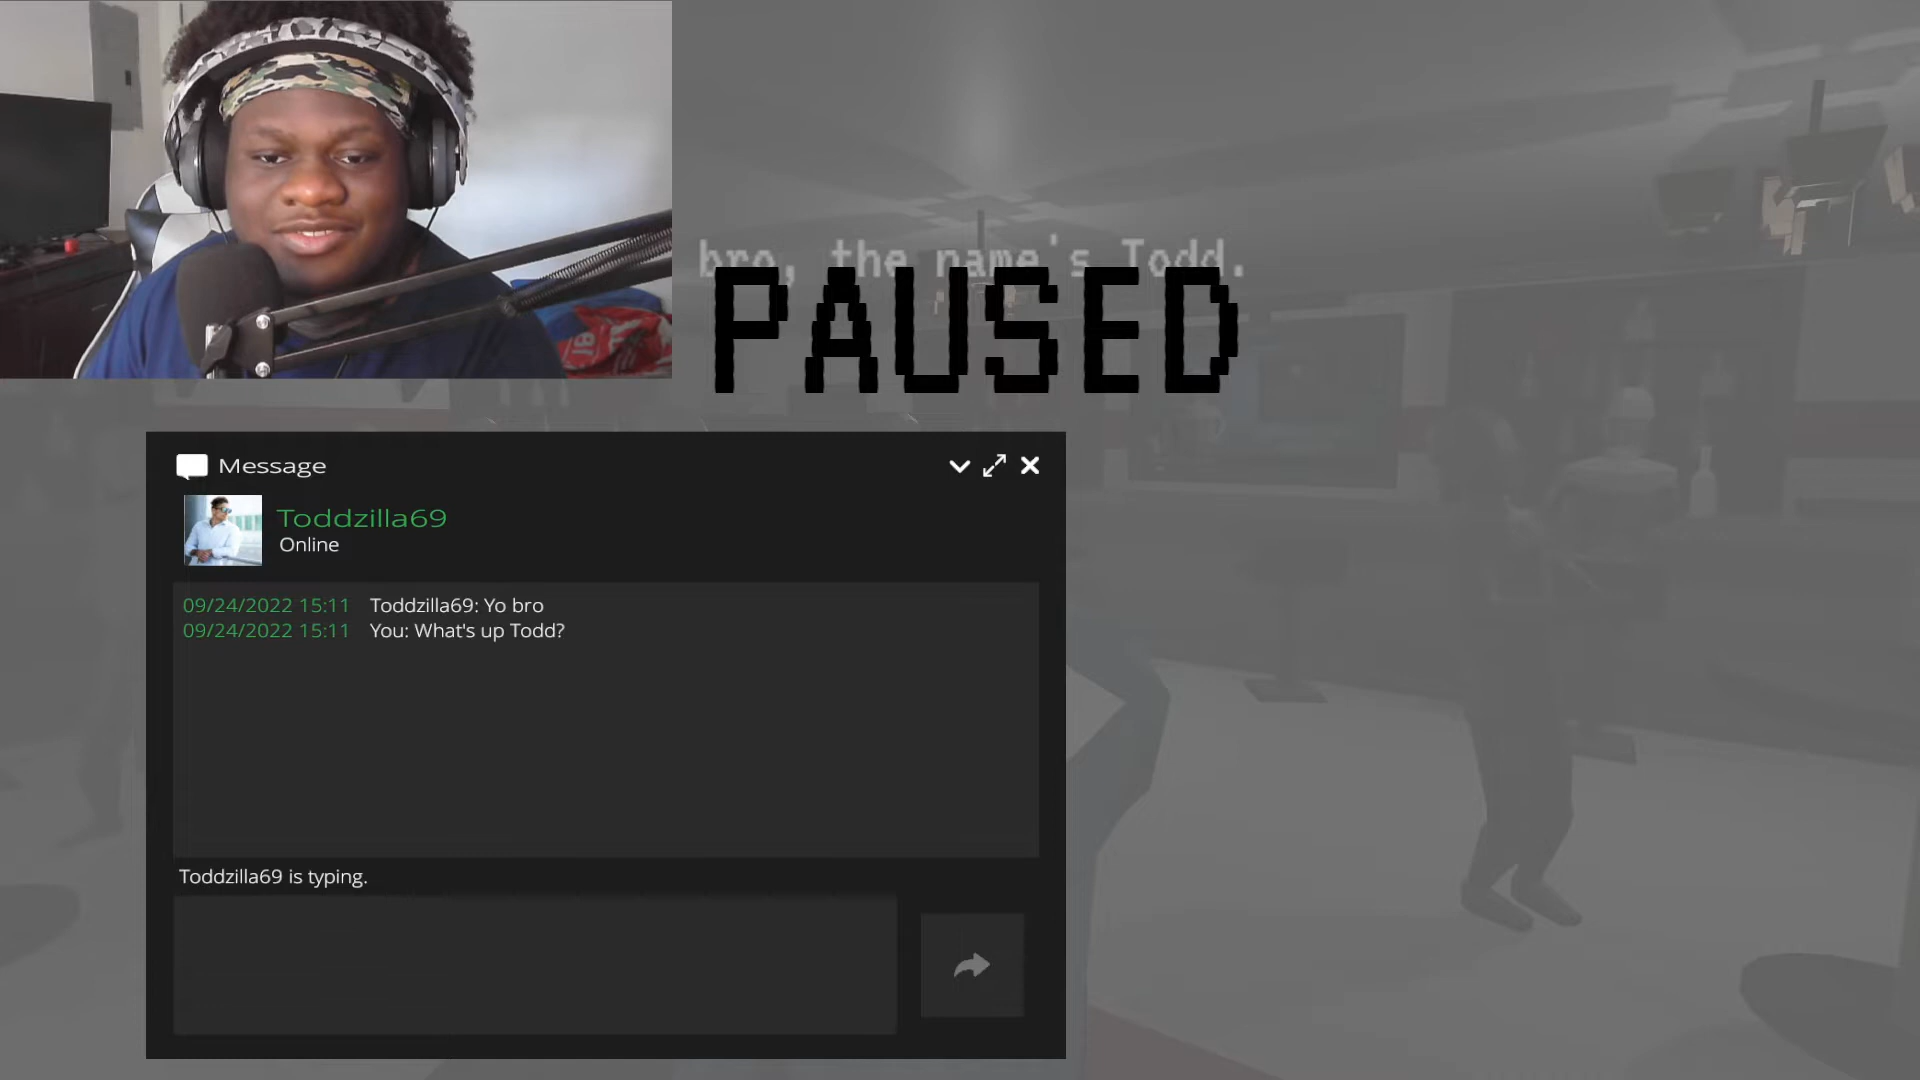 bro, the name's Todd.
PAUSED
Message
Toddzilla69
Online
09/24/2022 15:11 Toddzilla69: Yo bro
09/24/2022 15:11 You: What's up Todd?
Toddzilla69 is typing.